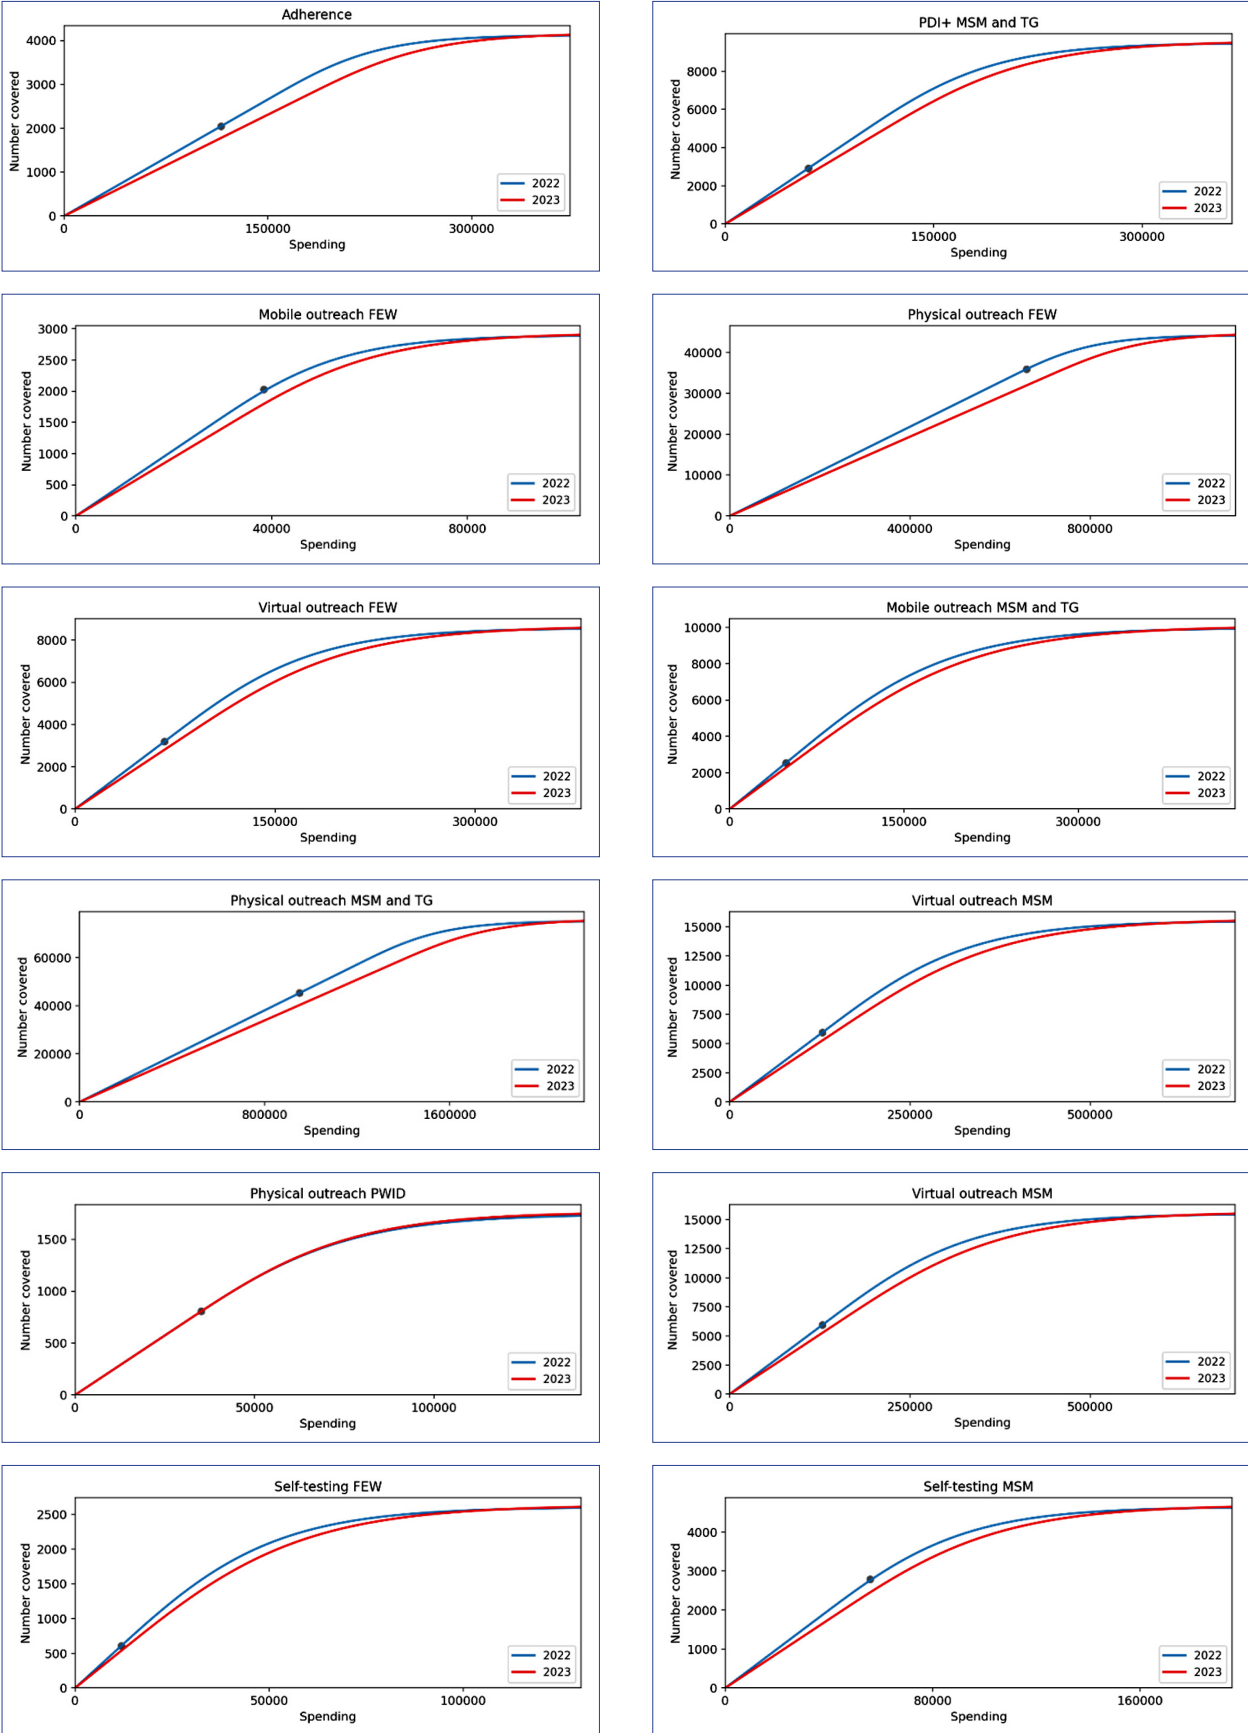 Adherence
Number covered
4000
3000
2000
1000
0
0 150000 300000
Spending
2022
2023
PDI+ MSM and TG
Number covered
8000
6000
4000
2000
0
0 150000 300000
Spending
2022
2023
Mobile outreach FEW
Number covered
3000
2500
2000
1500
1000
500
0
0 40000 80000
Spending
2022
2023
Physical outreach FEW
Number covered
40000
30000
20000
10000
0
0 400000 800000
Spending
2022
2023
Virtual outreach FEW
Number covered
8000
6000
4000
2000
0
0 150000 300000
Spending
2022
2023
Mobile outreach MSM and TG
Number covered
10000
8000
6000
4000
2000
0
0 150000 300000
Spending
2022
2023
Physical outreach MSM and TG
Number covered
60000
40000
20000
0
0 800000 1600000
Spending
2022
2023
Virtual outreach MSM
Number covered
15000
12500
10000
7500
5000
2500
0
0 250000 500000
Spending
2022
2023
Physical outreach PWID
Number covered
1500
1000
500
0
0 50000 100000
Spending
2022
2023
Virtual outreach MSM
Number covered
15000
12500
10000
7500
5000
2500
0
0 250000 500000
Spending
2022
2023
Self-testing FEW
Number covered
2500
2000
1500
1000
500
0
0 50000 100000
Spending
2022
2023
Self-testing MSM
Number covered
4000
3000
2000
1000
0
0 80000 160000
Spending
2022
2023